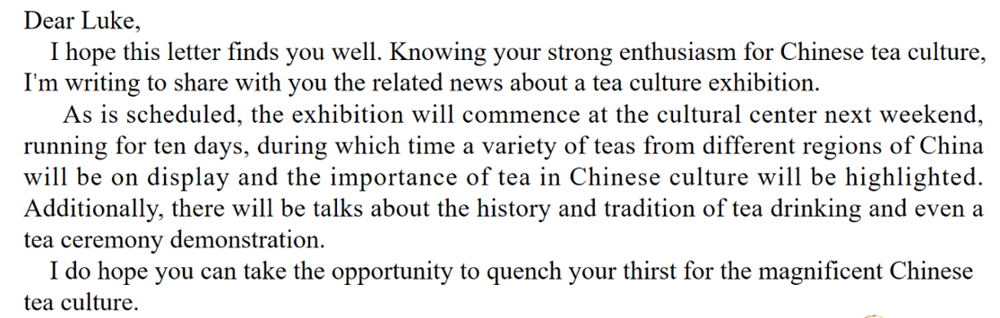 Dear Luke,
I hope this letter finds you well. Knowing your strong enthusiasm for Chinese tea culture,
I'm writing to share with you the related news about a tea culture exhibition.
As is scheduled, the exhibition will commence at the cultural center next weekend,
running for ten days, during which time a variety of teas from different regions of China
will be on display and the importance of tea in Chinese culture will be highlighted.
Additionally, there will be talks about the history and tradition of tea drinking and even a
tea ceremony demonstration.
I do hope you can take the opportunity to quench your thirst for the magnificent Chinese
tea culture.